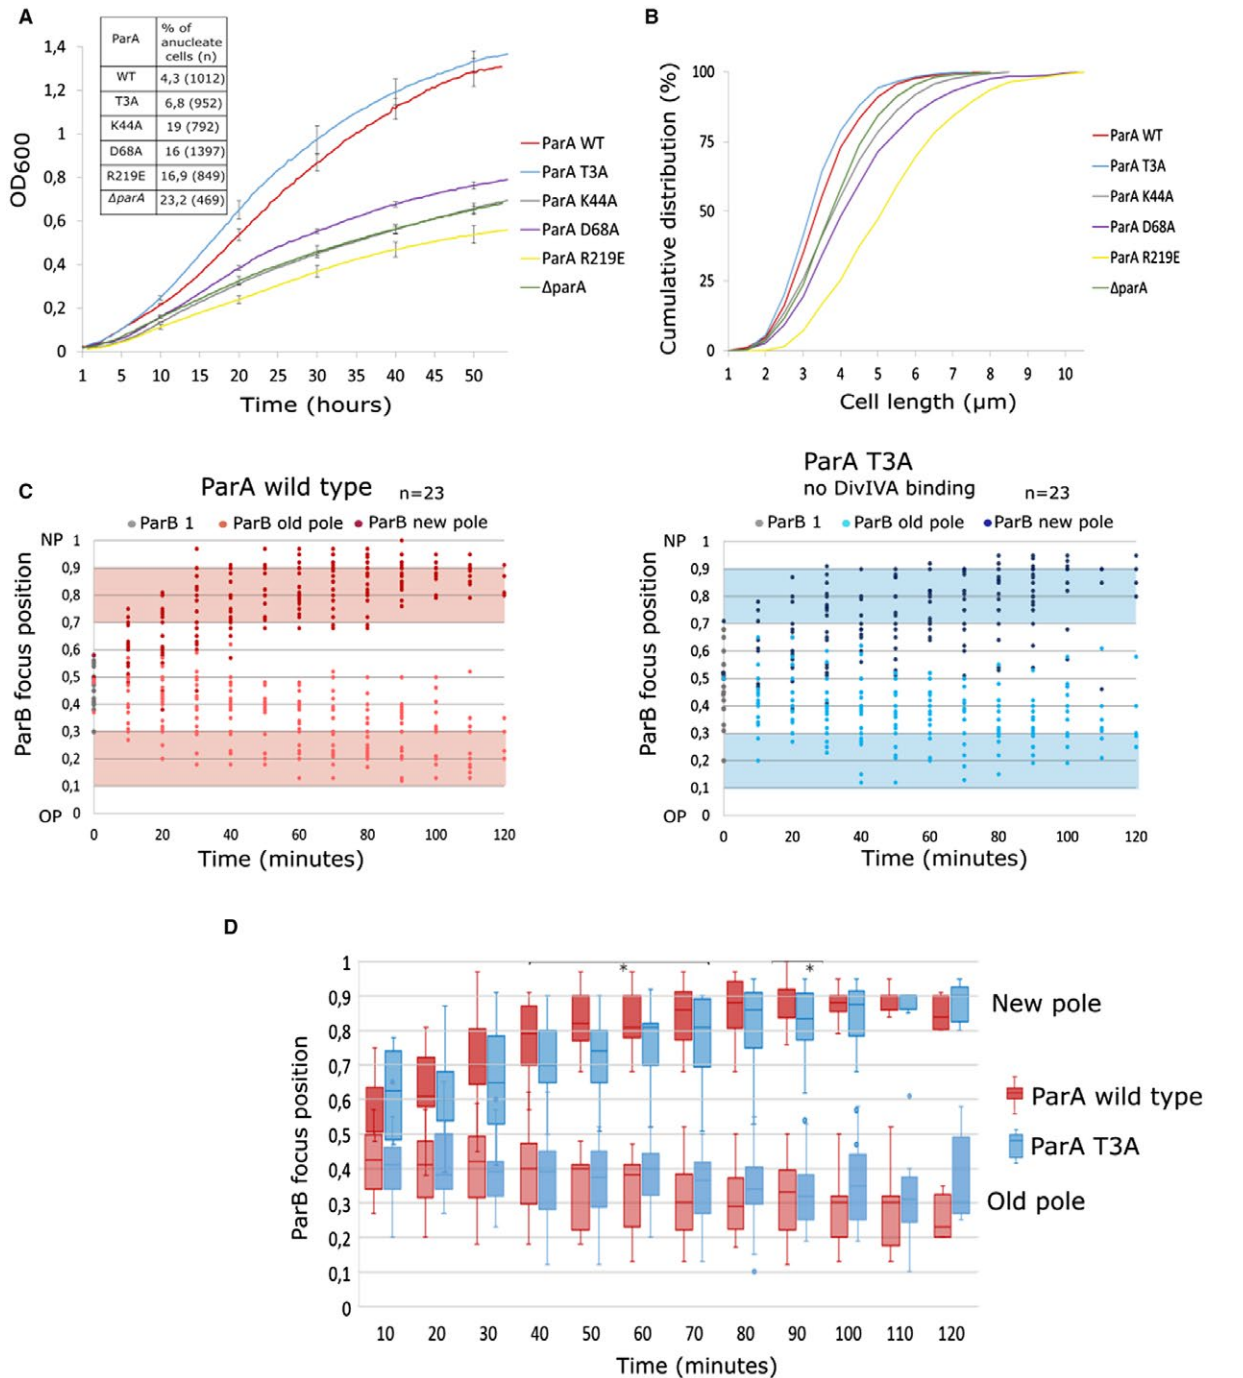 A
ParA
% of
anucleate
cells (n)
WT 4,3 (1012)
T3A 6,8 (952)
K44A 19 (792)
D68A 16 (1397)
R219E 16,9 (849)
ΔparA 23,2 (469)
1,4
1,2
1
0,8
0,6
0,4
0,2
0
OD600
1 5 10 15 20 25 30 35 40 45 50
Time (hours)
ParA WT
ParA T3A
ParA K44A
ParA D68A
ParA R219E
ΔparA
B
100
75
50
25
0
Cumulative distribution (%)
1 2 3 4 5 6 7 8 9 10
Cell length (µm)
ParA WT
ParA T3A
ParA K44A
ParA D68A
ParA R219E
ΔparA
C
ParA wild type n=23
ParB 1 ParB old pole ParB new pole
NP 1
0,9
0,8
0,7
0,6
0,5
0,4
0,3
0,2
0,1
OP 0
ParB focus position
0 20 40 60 80 100 120
Time (minutes)
ParA T3A
no DivIVA binding n=23
ParB 1 ParB old pole ParB new pole
NP 1
0,9
0,8
0,7
0,6
0,5
0,4
0,3
0,2
0,1
OP 0
ParB focus position
0 20 40 60 80 100 120
Time (minutes)
D
1
0,9
0,8
0,7
0,6
0,5
0,4
0,3
0,2
0,1
0
ParB focus position
* *
10 20 30 40 50 60 70 80 90 100 110 120
Time (minutes)
New pole
ParA wild type
ParA T3A
Old pole